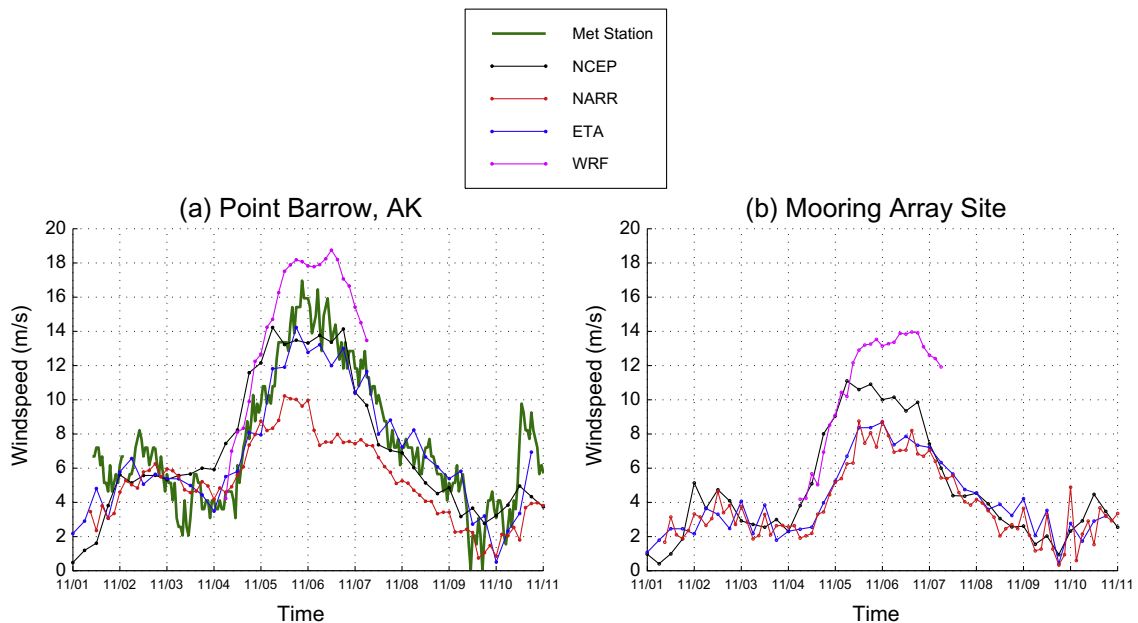 Met Station
NCEP
NARR
ETA
WRF
(a) Point Barrow, AK
(b) Mooring Array Site
20
18
16
14
12
10
8
6
4
2
0
Windspeed (m/s)
11/01 11/02 11/03 11/04 11/05 11/06 11/07 11/08 11/09 11/10 11/11
Time
20
18
16
14
12
10
8
6
4
2
0
Windspeed (m/s)
11/01 11/02 11/03 11/04 11/05 11/06 11/07 11/08 11/09 11/10 11/11
Time